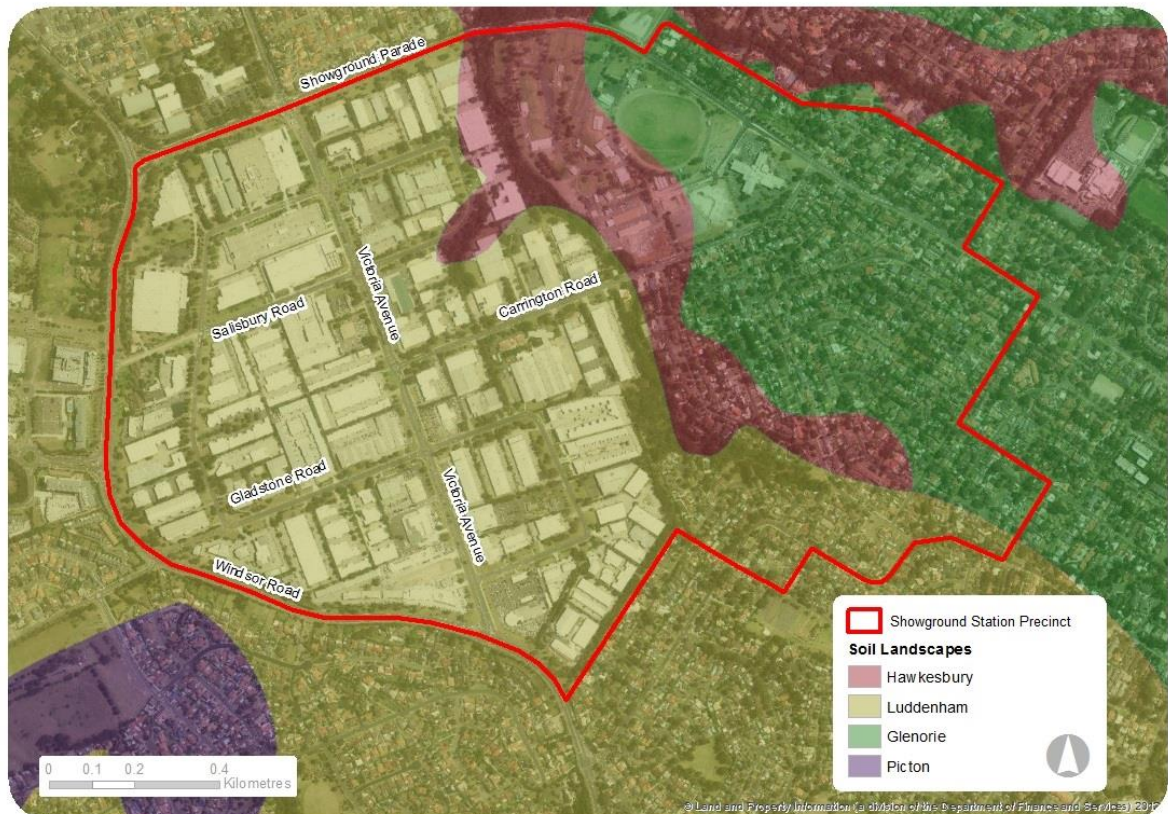 Showground Parade
Victoria Avenue
Salisbury Road
Carrington Road
Gladstone Road
Victoria Avenue
Windsor Road
Showground Station Precinct
Soil Landscapes
Hawkesbury
Luddenham
Glenorie
Picton
0 0.1 0.2 0.4
Kilometres
© Land and Property Information (a division of the Department of Finance and Services)